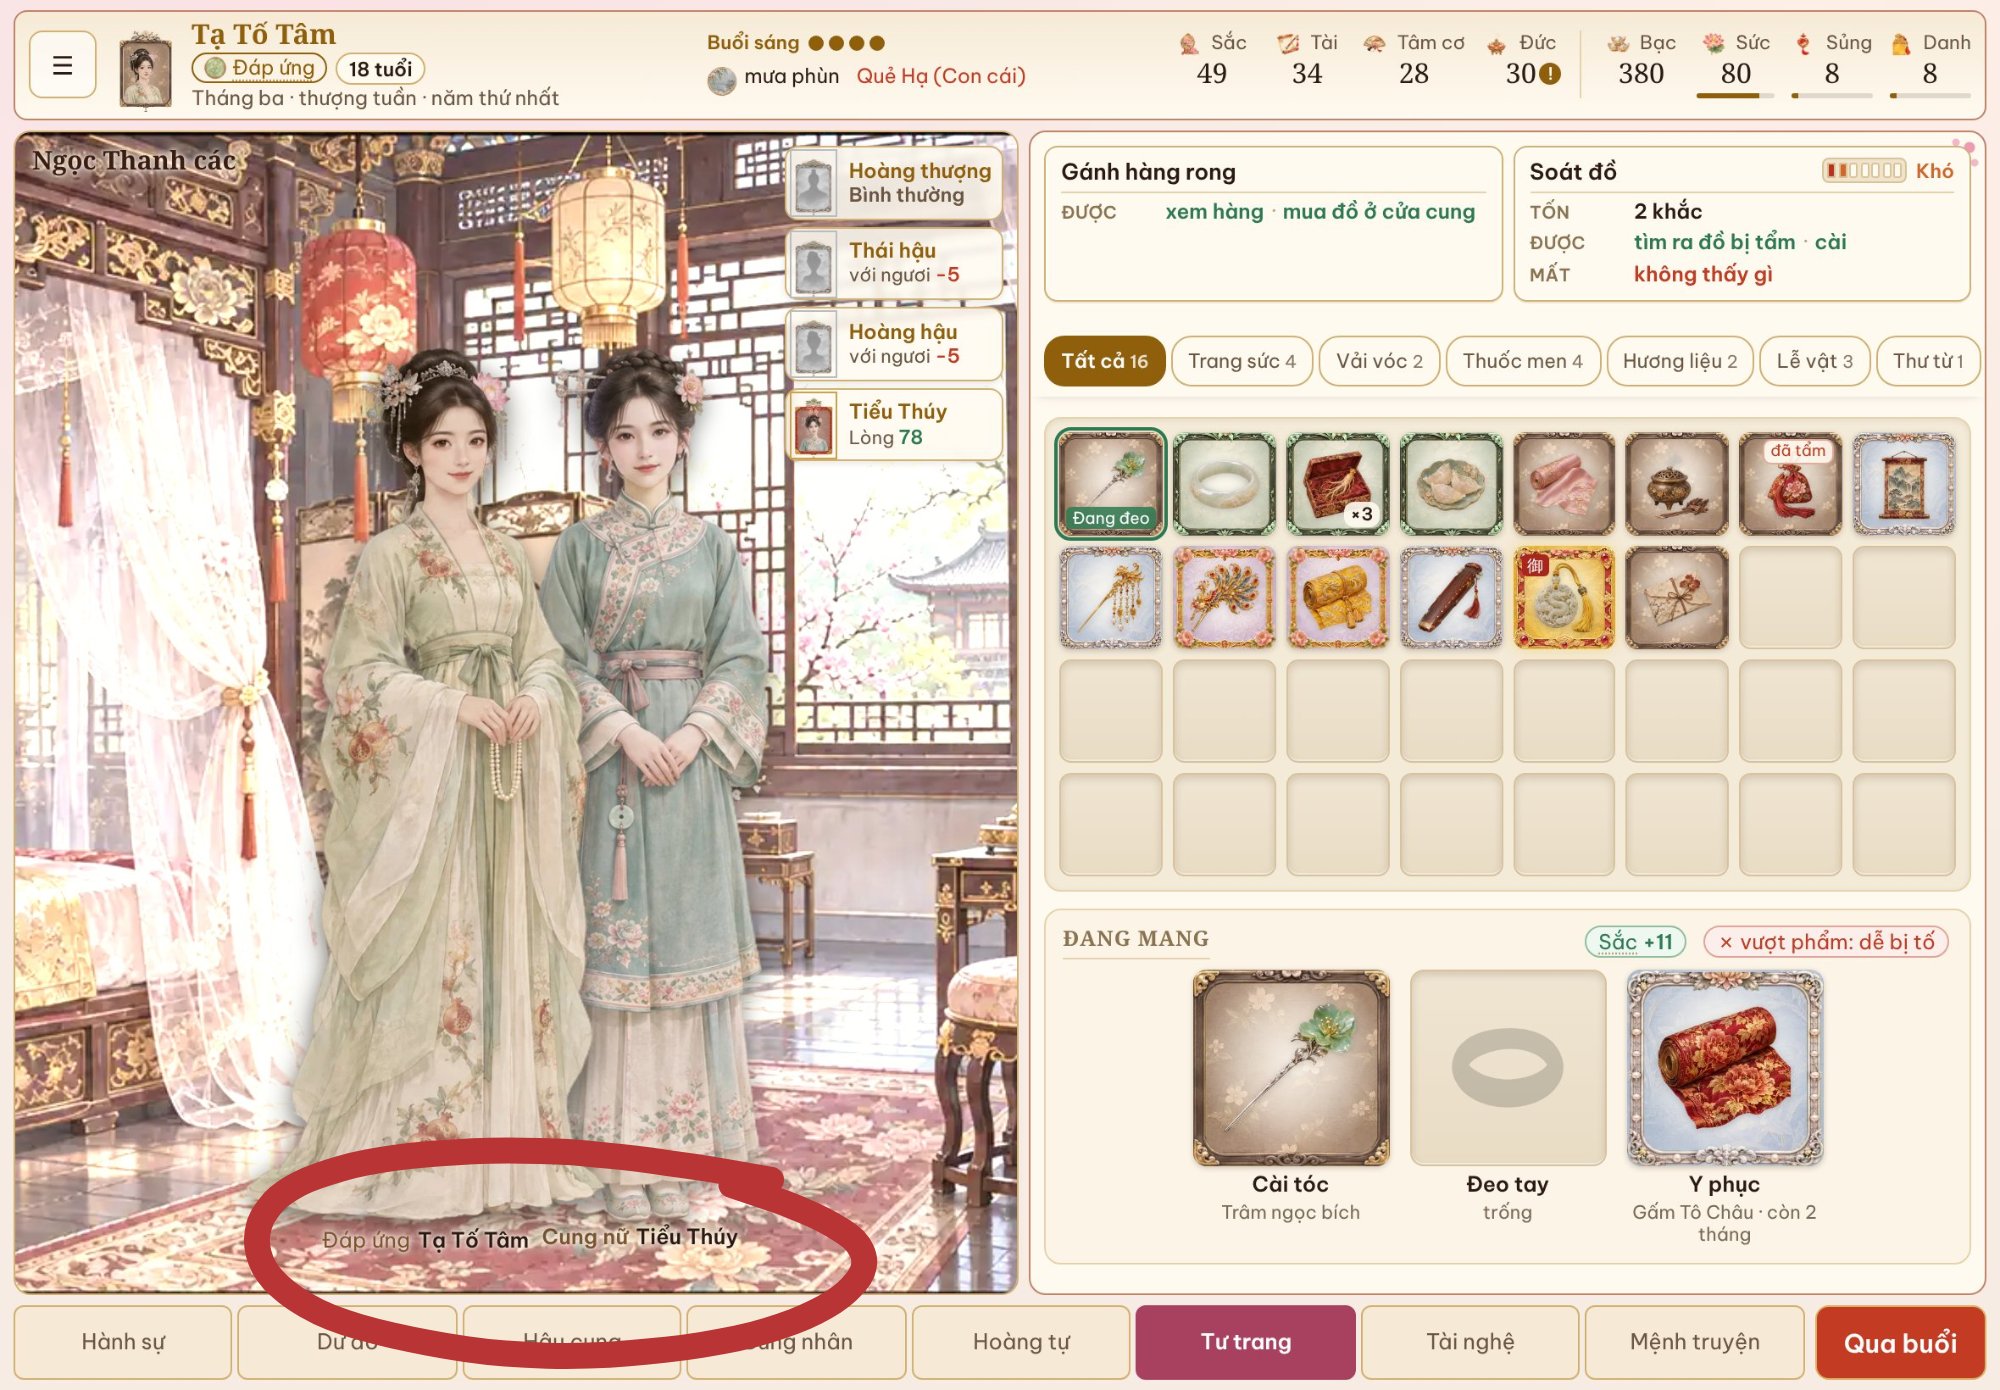 Tạ Tố Tâm
Đáp ứng 18 tuổi
Tháng ba · thượng tuần · năm thứ nhất
Buổi sáng
mưa phùn Quẻ Hạ (Con cái)
Sắc 49
Tài 34
Tâm cơ 28
Đức 30 !
Bạc 380
Sức 80
Sủng 8
Danh 8
Ngọc Thanh các
Hoàng thượng
Bình thường
Thái hậu
với ngươi -5
Hoàng hậu
với ngươi -5
Tiểu Thúy
Lòng 78
Đáp ứng Tạ Tố Tâm Cung nữ Tiểu Thúy
Gánh hàng rong
ĐƯỢC xem hàng · mua đồ ở cửa cung
Soát đồ Khó
TỐN 2 khắc
ĐƯỢC tìm ra đồ bị tẩm · cài
MẤT không thấy gì
Tất cả 16 Trang sức 4 Vải vóc 2 Thuốc men 4 Hương liệu 2 Lễ vật 3 Thư từ 1
Đang đeo
×3
đã tẩm
御
ĐANG MANG Sắc +11 × vượt phẩm: dễ bị tố
Cài tóc
Trâm ngọc bích
Đeo tay
trống
Y phục
Gấm Tô Châu · còn 2
tháng
Hành sự Hậu cung nhân Hoàng tự Tư trang Tài nghệ Mệnh truyện Qua buổi